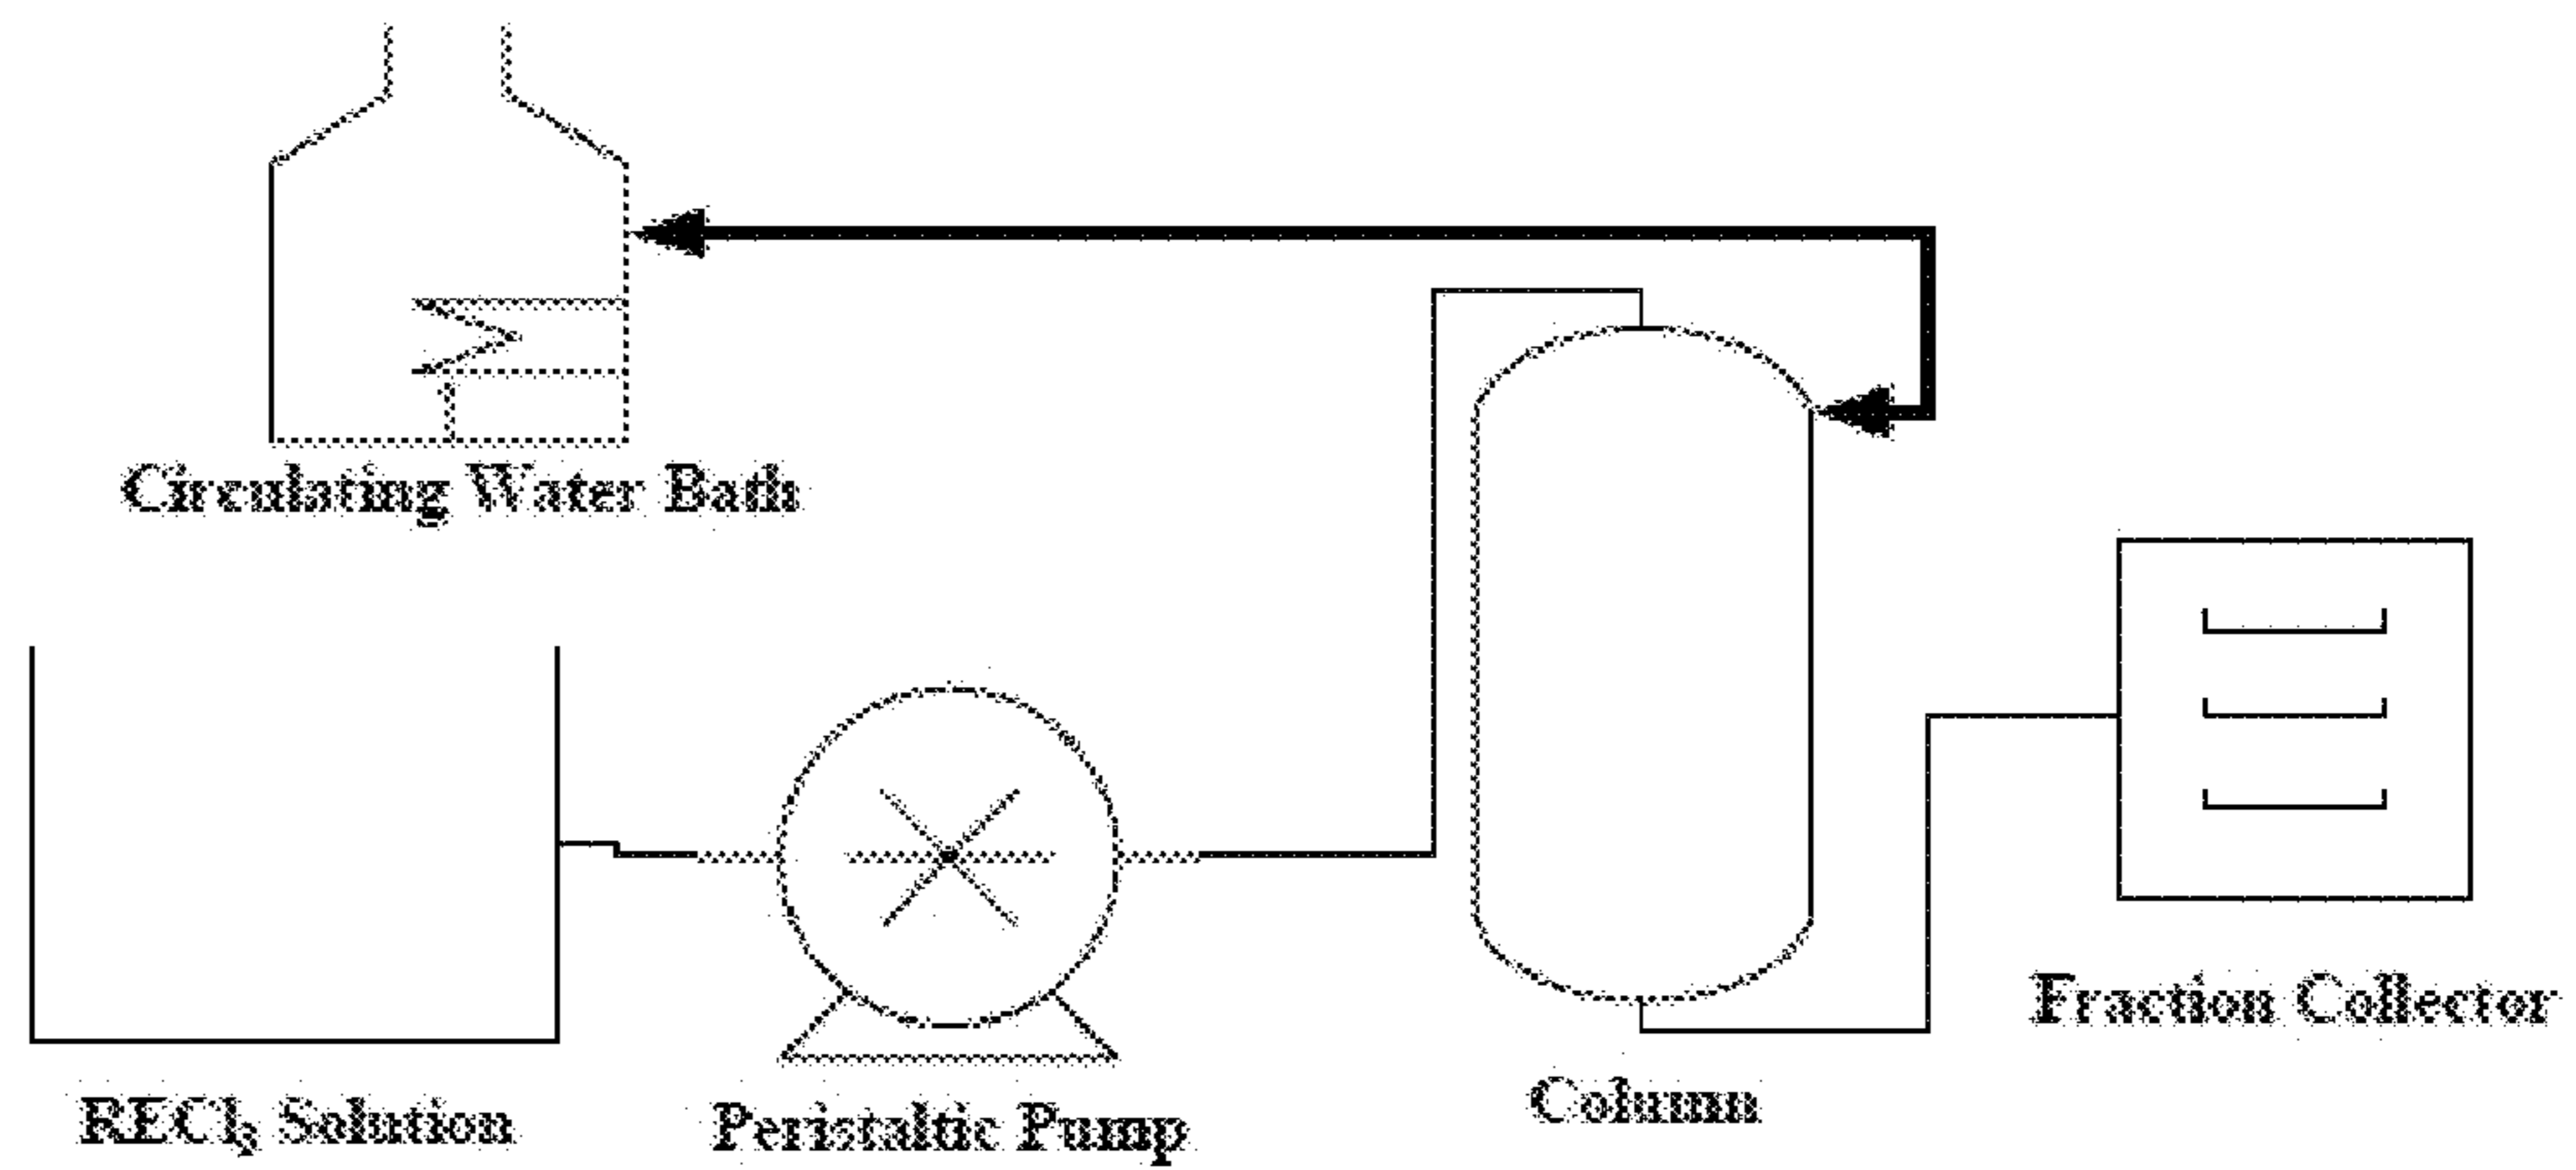 Circulating Water Bath
Fraction Collector
RECl₃ Solution
Peristaltic Pump
Column